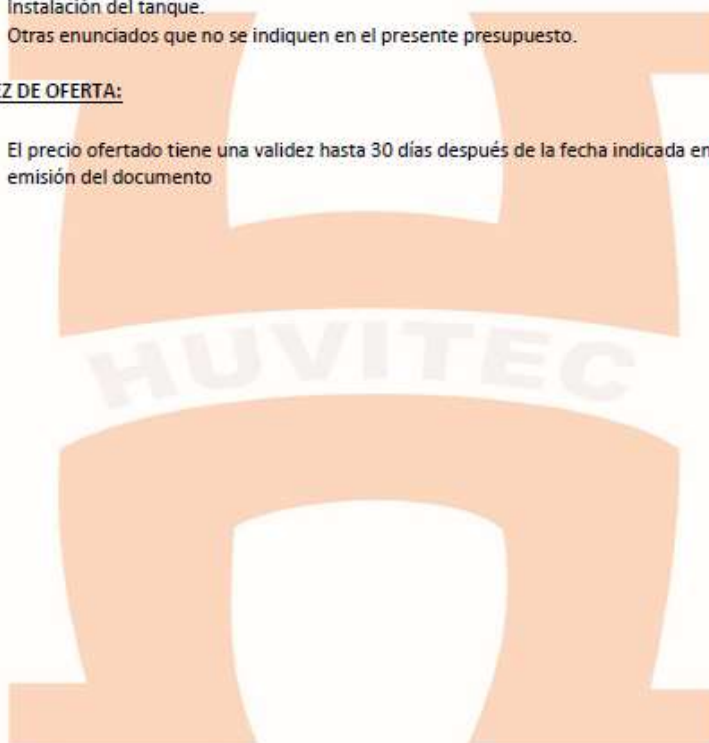 Instalación del tanque.
Otras enunciados que no se indiquen en el presente presupuesto.
EZ DE OFERTA:
El precio ofertado tiene una validez hasta 30 días después de la fecha indicada en
emisión del documento
HUVITEC